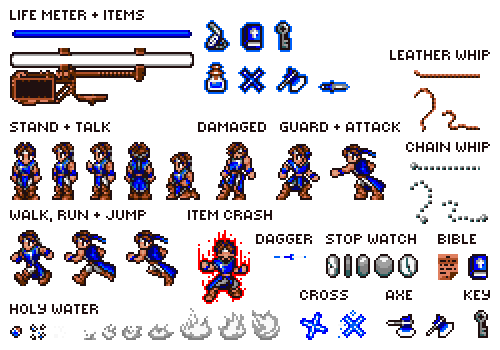 LIFE METER + ITEMS
LEATHER WHIP
STAND + TALK
DAMAGED
GUARD + ATTACK
CHAIN WHIP
WALK, RUN + JUMP
ITEM CRASH
DAGGER
STOP WATCH
BIBLE
CROSS
AXE
KEY
HOLY WATER